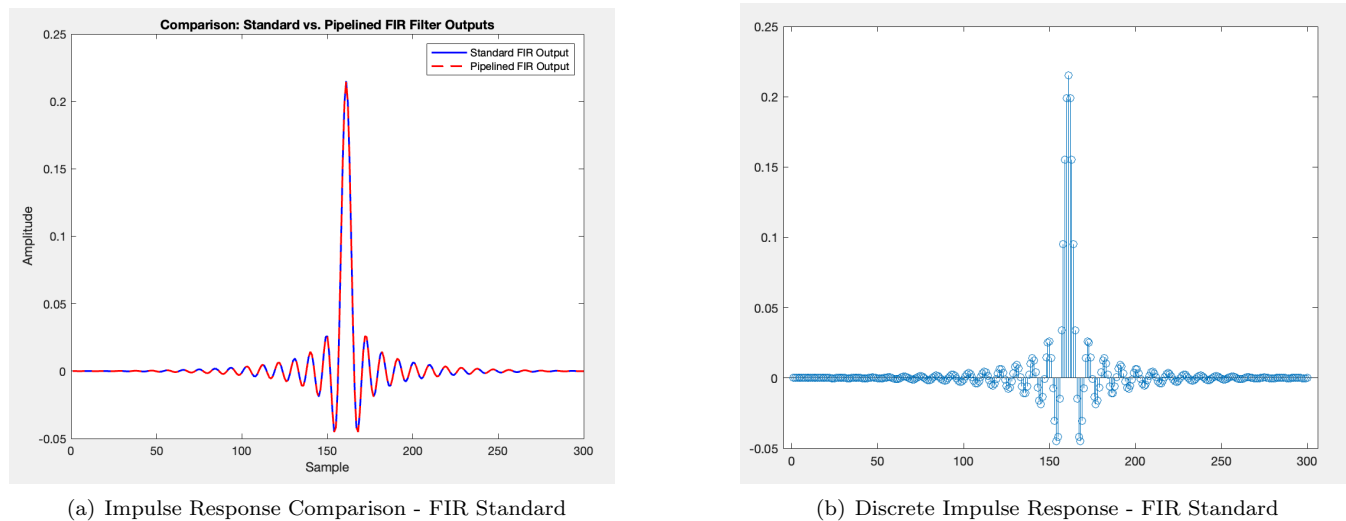 Comparison: Standard vs. Pipelined FIR Filter Outputs
0.25
0.2
0.15
0.1
0.05
0
-0.05
Amplitude
Standard FIR Output
Pipelined FIR Output
0 50 100 150 200 250 300
Sample
(a) Impulse Response Comparison - FIR Standard
0.25
0.2
0.15
0.1
0.05
0
-0.05
0 50 100 150 200 250 300
(b) Discrete Impulse Response - FIR Standard